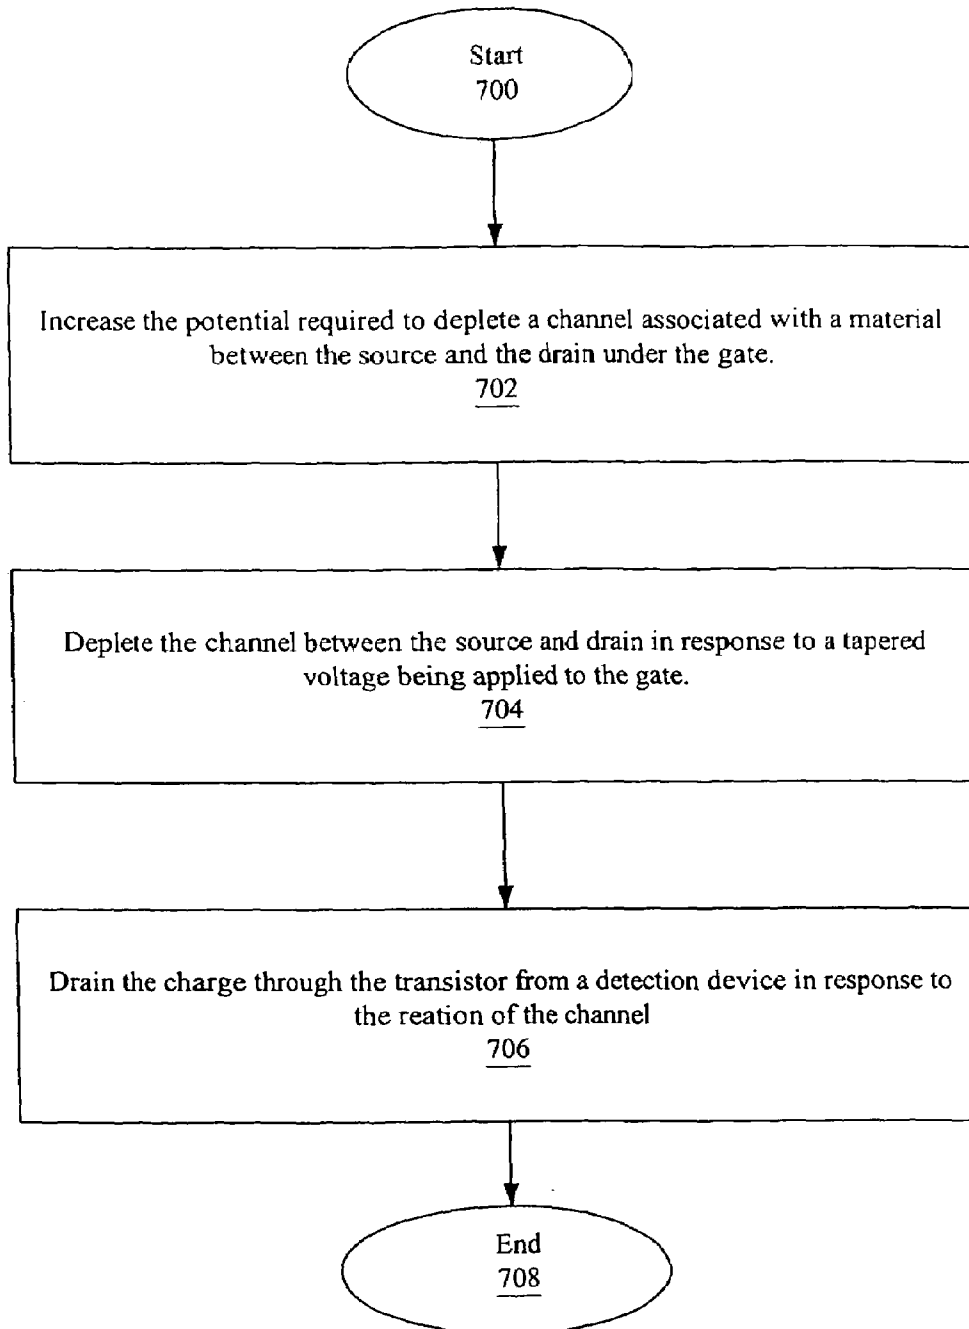 Start
700
Increase the potential required to deplete a channel associated with a material
between the source and the drain under the gate.
702
Deplete the channel between the source and drain in response to a tapered
voltage being applied to the gate.
704
Drain the charge through the transistor from a detection device in response to
the reation of the channel
706
End
708